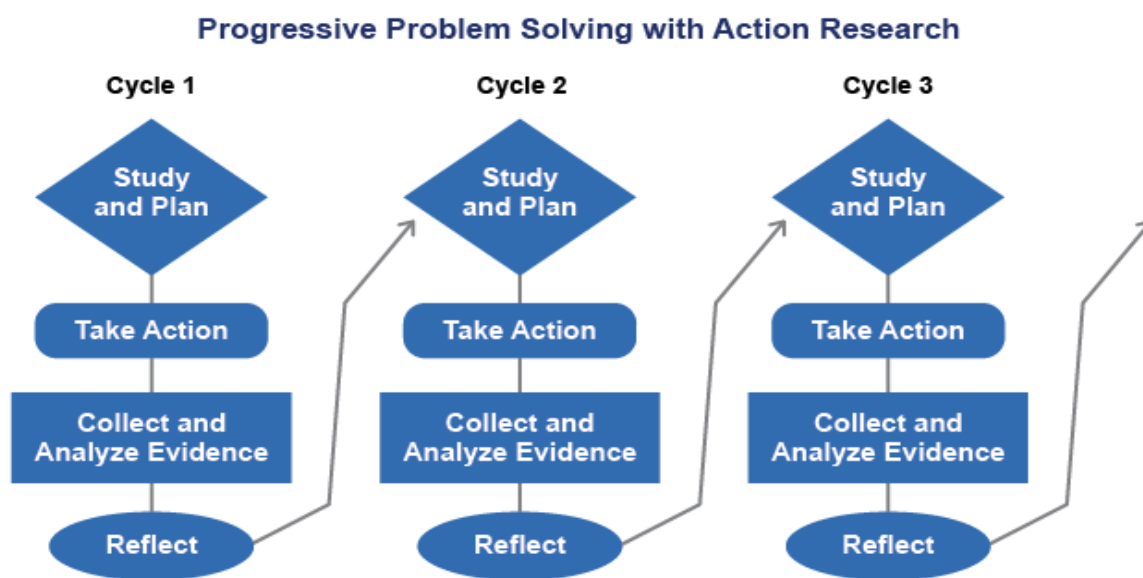 Progressive Problem Solving with Action Research
Cycle 1
Study
and Plan
Take Action
Collect and
Analyze Evidence
Reflect
Cycle 2
Study
and Plan
Take Action
Collect and
Analyze Evidence
Reflect
Cycle 3
Study
and Plan
Take Action
Collect and
Analyze Evidence
Reflect